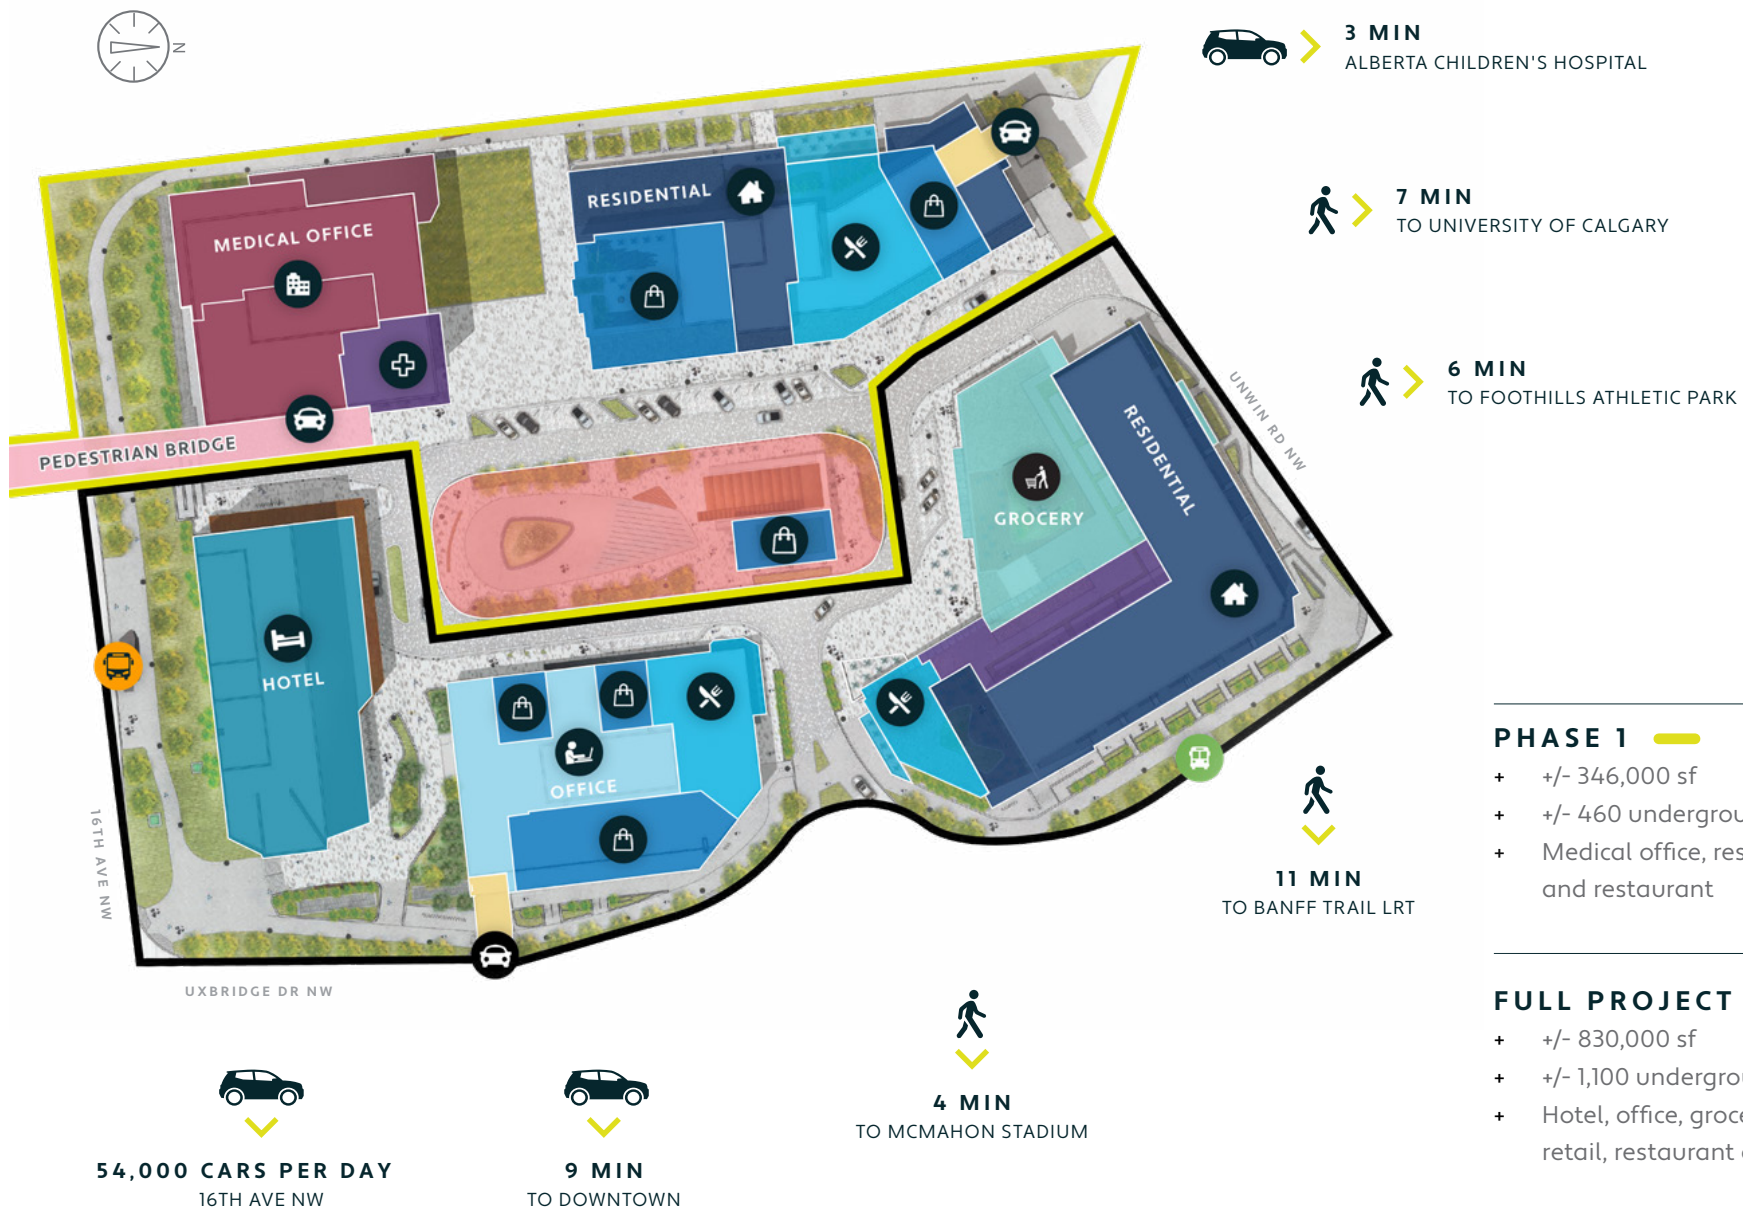 N
3 MIN
ALBERTA CHILDREN'S HOSPITAL
7 MIN
TO UNIVERSITY OF CALGARY
6 MIN
TO FOOTHILLS ATHLETIC PARK
MEDICAL OFFICE
RESIDENTIAL
PEDESTRIAN BRIDGE
GROCERY
RESIDENTIAL
UNWIN RD NW
HOTEL
OFFICE
16TH AVE NW
UXBRIDGE DR NW
11 MIN
TO BANFF TRAIL LRT
4 MIN
TO MCMAHON STADIUM
54,000 CARS PER DAY
16TH AVE NW
9 MIN
TO DOWNTOWN
PHASE 1
+ +/- 346,000 sf
+ +/- 460 undergrou
+ Medical office, res
and restaurant
FULL PROJECT
+ +/- 830,000 sf
+ +/- 1,100 undergrou
+ Hotel, office, groce
retail, restaurant